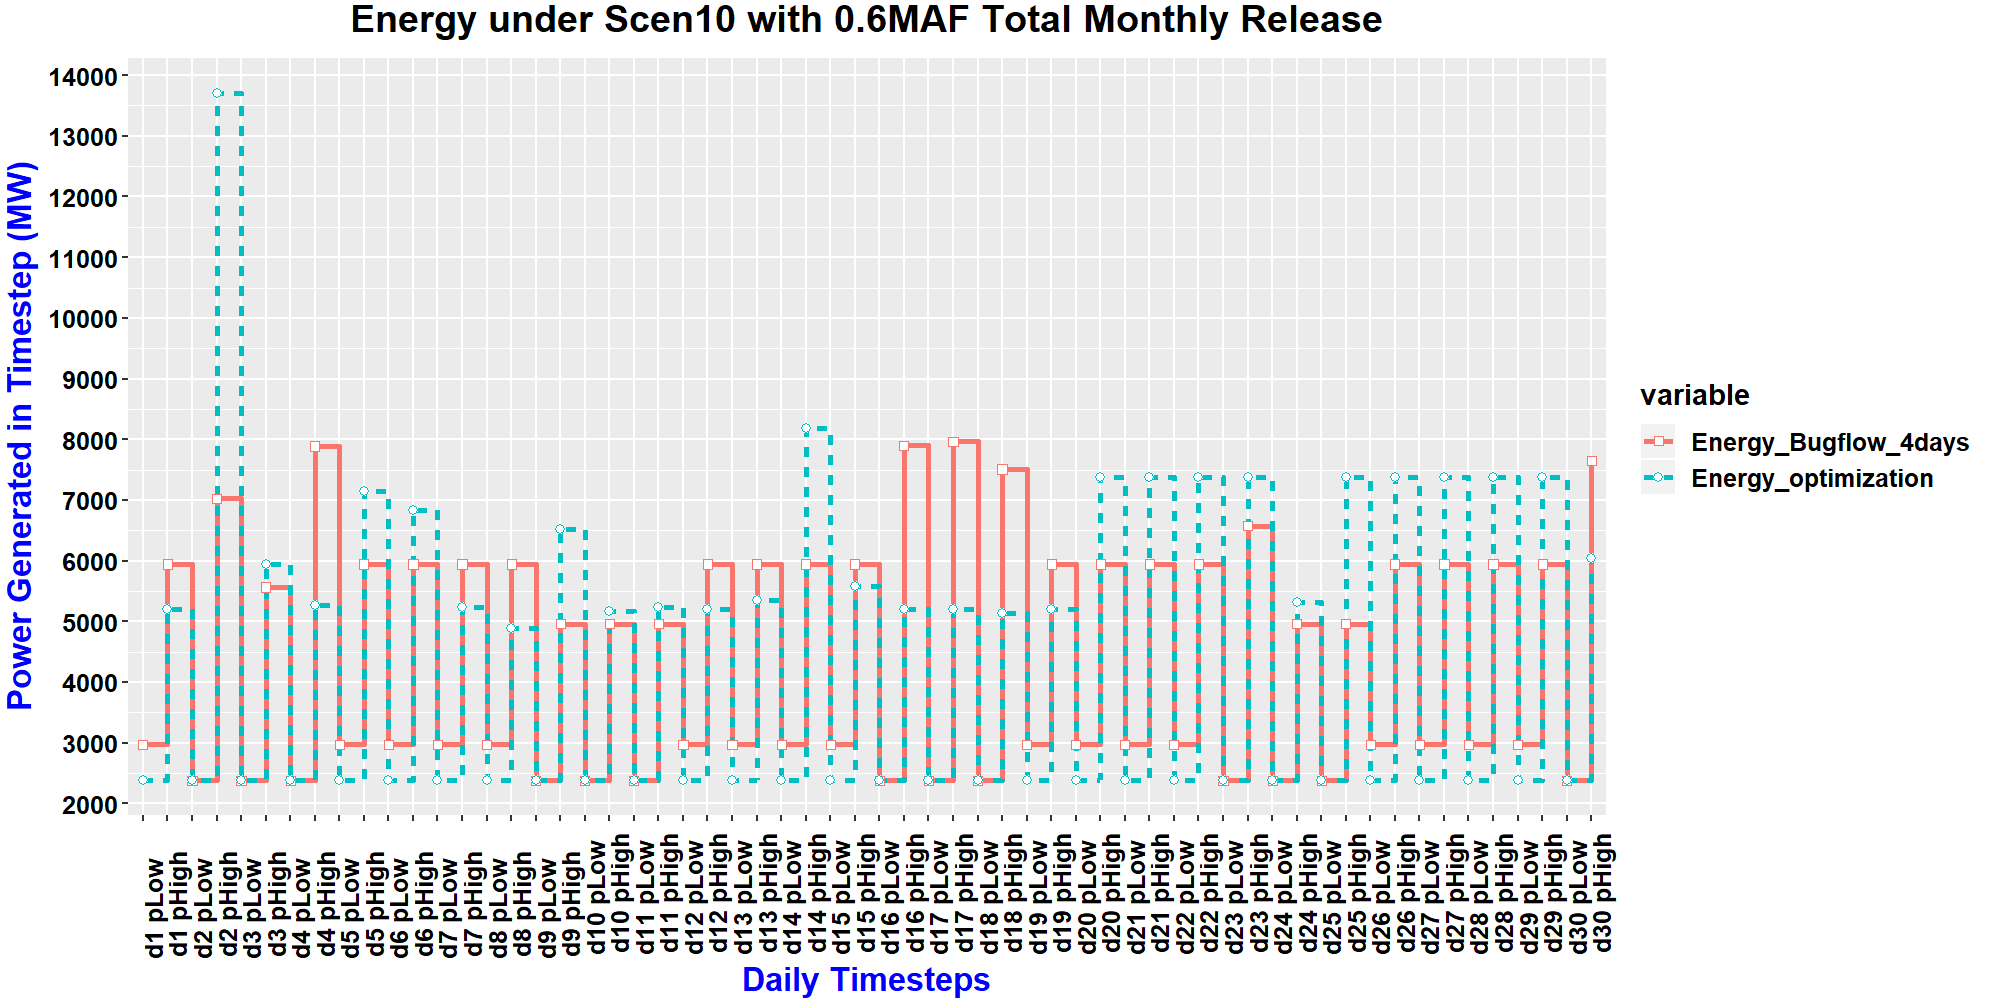 Energy under Scen10 with 0.6MAF Total Monthly Release
Power Generated in Timestep (MW)
14000
13000
12000
11000
10000
9000
8000
7000
6000
5000
4000
3000
2000
d1 pLow
d1 pHigh
d2 pLow
d2 pHigh
d3 pLow
d3 pHigh
d4 pLow
d4 pHigh
d5 pLow
d5 pHigh
d6 pLow
d6 pHigh
d7 pLow
d7 pHigh
d8 pLow
d8 pHigh
d9 pLow
d9 pHigh
d10 pLow
d10 pHigh
d11 pLow
d11 pHigh
d12 pLow
d12 pHigh
d13 pLow
d13 pHigh
d14 pLow
d14 pHigh
d15 pLow
d15 pHigh
d16 pLow
d16 pHigh
d17 pLow
d17 pHigh
d18 pLow
d18 pHigh
d19 pLow
d19 pHigh
d20 pLow
d20 pHigh
d21 pLow
d21 pHigh
d22 pLow
d22 pHigh
d23 pLow
d23 pHigh
d24 pLow
d24 pHigh
d25 pLow
d25 pHigh
d26 pLow
d26 pHigh
d27 pLow
d27 pHigh
d28 pLow
d28 pHigh
d29 pLow
d29 pHigh
d30 pLow
d30 pHigh
Daily Timesteps
variable
Energy_Bugflow_4days
Energy_optimization